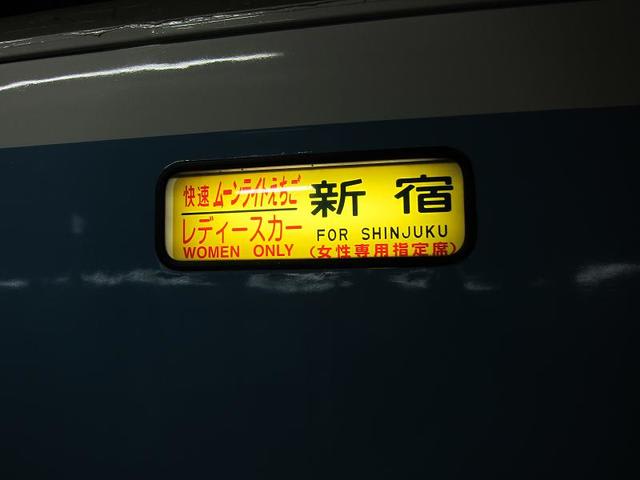 快速 ムーンライトえちご
レディースカー
WOMEN ONLY
新宿
FOR SHINJUKU
(女性専用指定席)